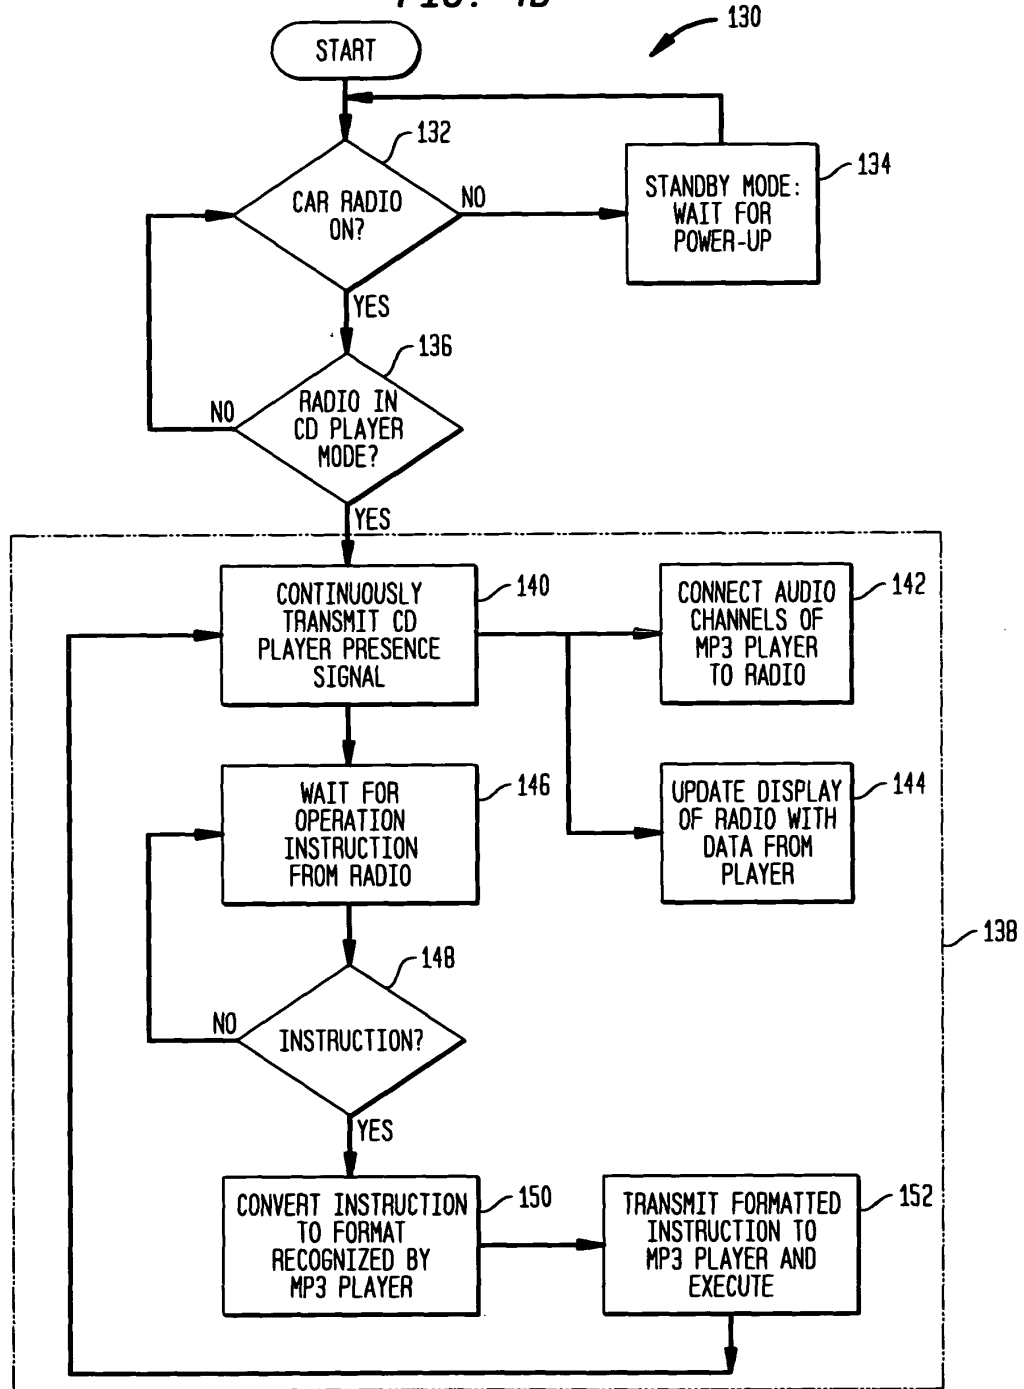 FIG. 4B
130
START
132
CAR RADIO
ON?
NO
134
STANDBY MODE:
WAIT FOR
POWER-UP
YES
136
RADIO IN
CD PLAYER
MODE?
NO
YES
140
CONTINUOUSLY
TRANSMIT CD
PLAYER PRESENCE
SIGNAL
142
CONNECT AUDIO
CHANNELS OF
MP3 PLAYER
TO RADIO
146
WAIT FOR
OPERATION
INSTRUCTION
FROM RADIO
144
UPDATE DISPLAY
OF RADIO WITH
DATA FROM
PLAYER
138
148
INSTRUCTION?
NO
YES
150
CONVERT INSTRUCTION
TO FORMAT
RECOGNIZED BY
MP3 PLAYER
152
TRANSMIT FORMATTED
INSTRUCTION TO
MP3 PLAYER AND
EXECUTE